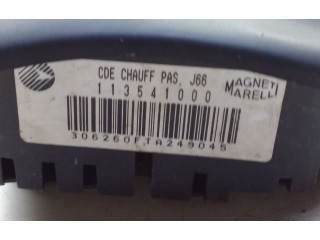 CDE CHAUFF PAS. J66
113541000
MAGNETI
MARELLI
306260FTA249045